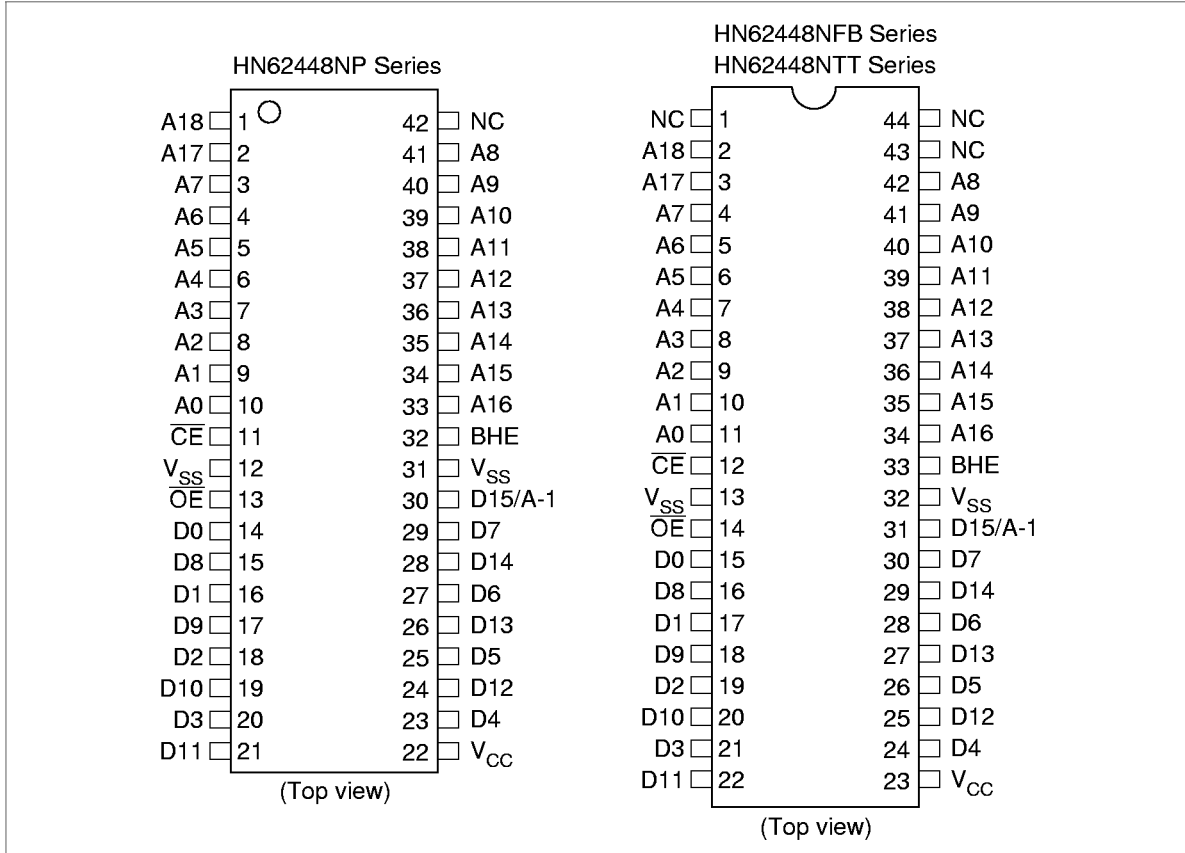 HN62448NP Series
A18 1 42 NC
A17 2 41 A8
A7 3 40 A9
A6 4 39 A10
A5 5 38 A11
A4 6 37 A12
A3 7 36 A13
A2 8 35 A14
A1 9 34 A15
A0 10 33 A16
CE 11 32 BHE
VSS 12 31 VSS
OE 13 30 D15/A-1
D0 14 29 D7
D8 15 28 D14
D1 16 27 D6
D9 17 26 D13
D2 18 25 D5
D10 19 24 D12
D3 20 23 D4
D11 21 22 VCC
(Top view)
HN62448NFB Series
HN62448NTT Series
NC 1 44 NC
A18 2 43 NC
A17 3 42 A8
A7 4 41 A9
A6 5 40 A10
A5 6 39 A11
A4 7 38 A12
A3 8 37 A13
A2 9 36 A14
A1 10 35 A15
A0 11 34 A16
CE 12 33 BHE
VSS 13 32 VSS
OE 14 31 D15/A-1
D0 15 30 D7
D8 16 29 D14
D1 17 28 D6
D9 18 27 D13
D2 19 26 D5
D10 20 25 D12
D3 21 24 D4
D11 22 23 VCC
(Top view)